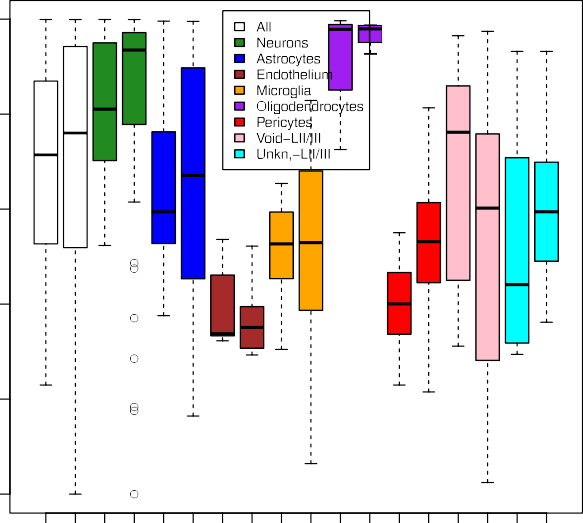 All
Neurons
Astrocytes
Endothelium
Microglia
Oligodendrocytes
Pericytes
Void-LII/III
Unkn,-LII/III